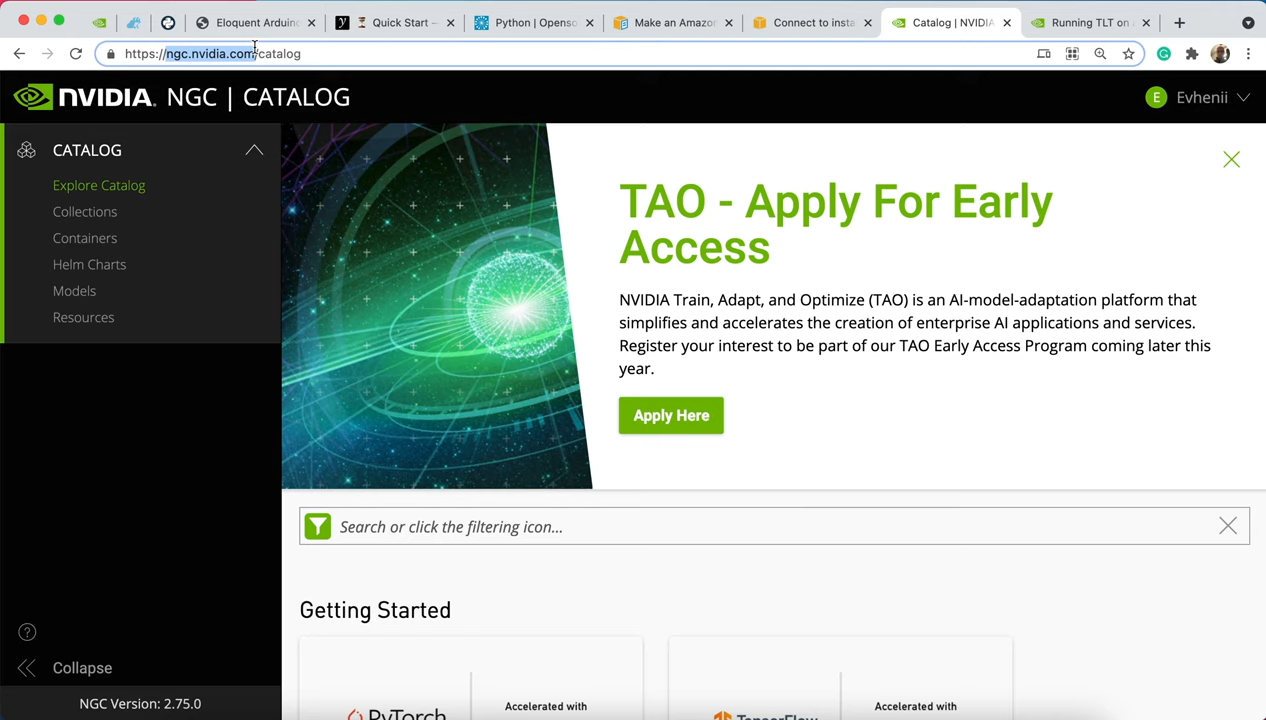 Eloquent Arduin
Quick Start –
Python | Openso
Make an Amazon
Connect to insta
Catalog | NVIDIA
Running TLT on
https://ngc.nvidia.com/catalog
NVIDIA. NGC | CATALOG
E Evhenii
CATALOG
Explore Catalog
Collections
Containers
Helm Charts
Models
Resources
TAO - Apply For Early
Access
NVIDIA Train, Adapt, and Optimize (TAO) is an AI-model-adaptation platform that
simplifies and accelerates the creation of enterprise AI applications and services.
Register your interest to be part of our TAO Early Access Program coming later this
year.
Apply Here
Search or click the filtering icon...
Getting Started
PyTorch
Accelerated with
TensorFlow
Accelerated with
? 
Collapse
NGC Version: 2.75.0